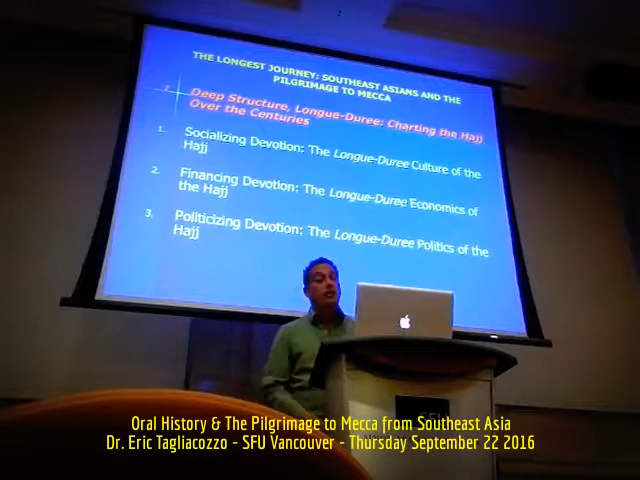 THE LONGEST JOURNEY: SOUTHEAST ASIANS AND THE
PILGRIMAGE TO MECCA
Deep Structure, Longue-Duree: Charting the Hajj
Over the Centuries
1. Socializing Devotion: The Longue-Duree Culture of the
Hajj
2. Financing Devotion: The Longue-Duree Economics of
the Hajj
3. Politicizing Devotion: The Longue-Duree Politics of the
Hajj
SFU
Oral History & The Pilgrimage to Mecca from Southeast Asia
Dr. Eric Tagliacozzo - SFU Vancouver - Thursday September 22 2016